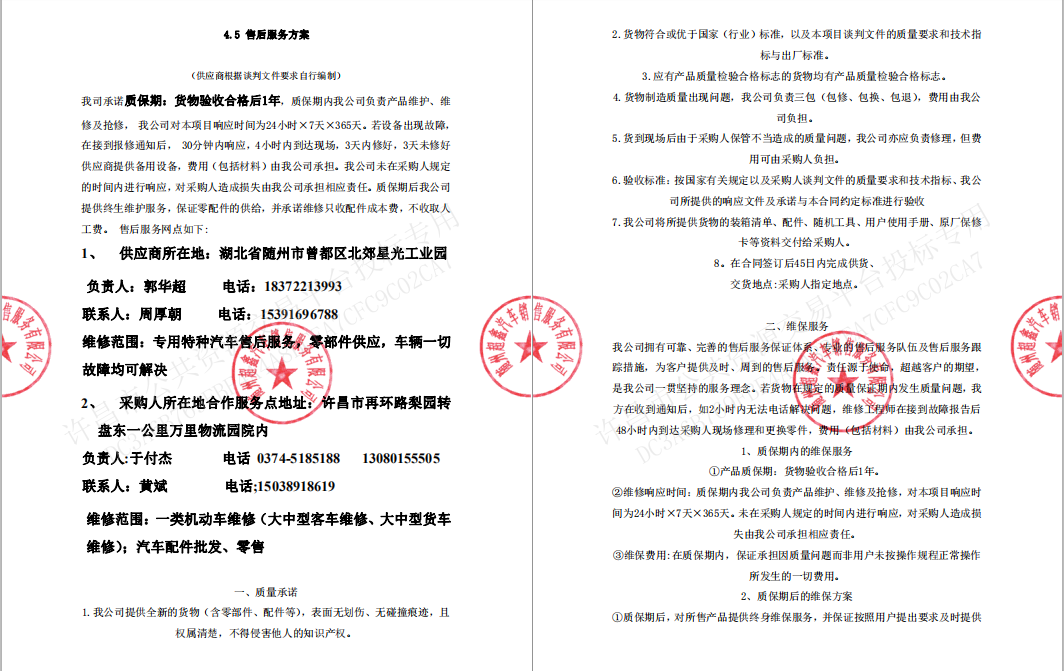 4.5 售后服务方案
（供应商根据谈判文件要求自行编制）
我司承诺质保期：货物验收合格后1年，质保期内我公司负责产品维护、维
修及抢修， 我公司对本项目响应时间为24小时×7天×365天。若设备出现故障，
在接到报修通知后， 30分钟内响应，4小时内到达现场，3天内修好，3天未修好
供应商提供备用设备，费用（包括材料）由我公司承担。我公司未在采购人规定
的时间内进行响应，对采购人造成损失由我公司承担相应责任。质保期后我公司
提供终生维护服务，保证零配件的供给，并承诺维修只收配件成本费，不收取人
工费。 售后服务网点如下:
1、 供应商所在地：湖北省随州市曾都区北郊星光工业园
负责人：郭华超 电话：18372213993
联系人：周厚朝 电话：15391696788
维修范围：专用特种汽车售后服务，零部件供应，车辆一切
故障均可解决
2、 采购人所在地合作服务点地址：许昌市再环路梨园转
盘东一公里万里物流园院内
负责人:于付杰 电话 0374-5185188 13080155505
联系人：黄斌 电话;15038918619
维修范围：一类机动车维修（大中型客车维修、大中型货车
维修）；汽车配件批发、零售
一、质量承诺
1.我公司提供全新的货物（含零部件、配件等），表面无划伤、无碰撞痕迹，且
权属清楚，不得侵害他人的知识产权。
2.货物符合或优于国家（行业）标准，以及本项目谈判文件的质量要求和技术指
标与出厂标准。
3.应有产品质量检验合格标志的货物均有产品质量检验合格标志。
4.货物制造质量出现问题，我公司负责三包（包修、包换、包退），费用由我公
司负担。
5.货到现场后由于采购人保管不当造成的质量问题，我公司亦应负责修理，但费
用可由采购人负担。
6.验收标准：按国家有关规定以及采购人谈判文件的质量要求和技术指标、我公
司所提供的响应文件及承诺与本合同约定标准进行验收
7.我公司将所提供货物的装箱清单、配件、随机工具、用户使用手册、原厂保修
卡等资料交付给采购人。
8。在合同签订后45日内完成供货、
交货地点:采购人指定地点。
二、维保服务
我公司拥有可靠、完善的售后服务保证体系、专业的售后服务队伍及售后服务跟
踪措施，为客户提供及时、周到的售后服务。责任源于使命，超越客户的期望，
是我公司一贯坚持的服务理念。若货物在规定的质量保证期内发生质量问题，我
方在收到通知后，如2小时内无法电话解决问题，维修工程师在接到故障报告后
48小时内到达采购人现场修理和更换零件，费用（包括材料）由我公司承担。
1、质保期内的维保服务
①产品质保期：货物验收合格后1年。
②维修响应时间：质保期内我公司负责产品维护、维修及抢修，对本项目响应时
间为24小时×7天×365天。未在采购人规定的时间内进行响应，对采购人造成损
失由我公司承担相应责任。
③维保费用:在质保期内，保证承担因质量问题而非用户未按操作规程正常操作
所发生的一切费用。
2、质保期后的维保方案
①质保期后，对所售产品提供终身维保服务，并保证按照用户提出要求及时提供